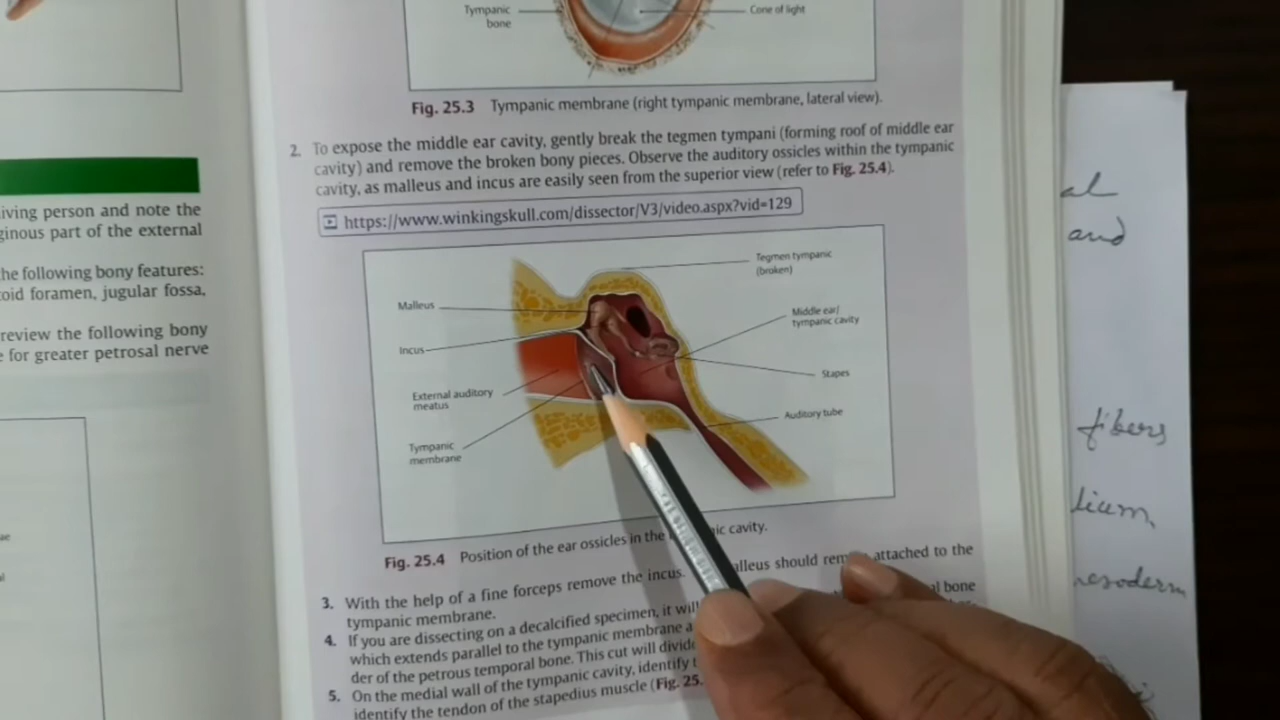 Tympanic
bone
Cone of light
Fig. 25.3 Tympanic membrane (right tympanic membrane, lateral view).
iving person and note the
ginous part of the external
he following bony features:
oid foramen, jugular fossa,
review the following bony
e for greater petrosal nerve
2. To expose the middle ear cavity, gently break the tegmen tympani (forming roof of middle ear
cavity) and remove the broken bony pieces. Observe the auditory ossicles within the tympanic
cavity, as malleus and incus are easily seen from the superior view (refer to Fig. 25.4).
https://www.winkingskull.com/dissector/V3/video.aspx?vid=129
Tegmen tympanic
(broken)
Malleus
Middle ear/
tympanic cavity
Incus
Stapes
External auditory
meatus
Auditory tube
Tympanic
membrane
Fig. 25.4 Position of the ear ossicles in the ic cavity.
3. With the help of a fine forceps remove the incus. alleus should rem attached to the
tympanic membrane.
4. If you are dissecting on a decalcified specimen, it will al bone
which extends parallel to the tympanic membrane a
der of the petrous temporal bone. This cut will divide
5. On the medial wall of the tympanic cavity, identify t
identify the tendon of the stapedius muscle (Fig. 25.
al
and
fibers
lium,
mesoderm